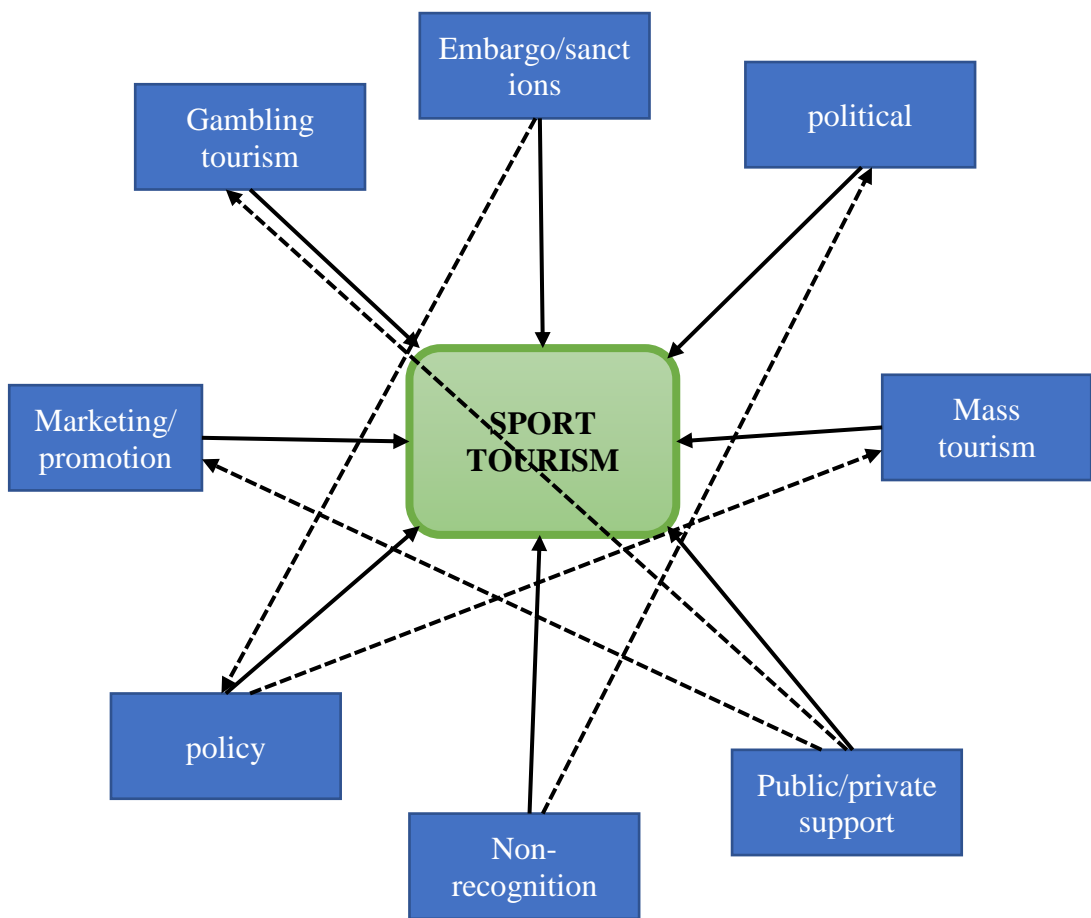 Embargo/sanct
ions
Gambling
tourism
political
Marketing/
promotion
SPORT
TOURISM
Mass
tourism
policy
Public/private
support
Non-
recognition